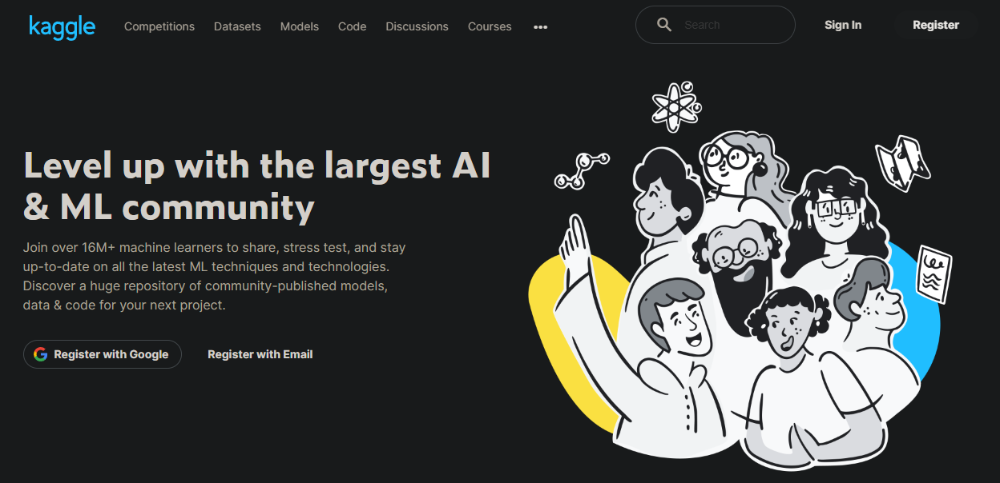 kaggle Competitions Datasets Models Code Discussions Courses ••• Search Sign In Register
Level up with the largest AI
& ML community
Join over 16M+ machine learners to share, stress test, and stay
up-to-date on all the latest ML techniques and technologies.
Discover a huge repository of community-published models,
data & code for your next project.
Register with Google Register with Email